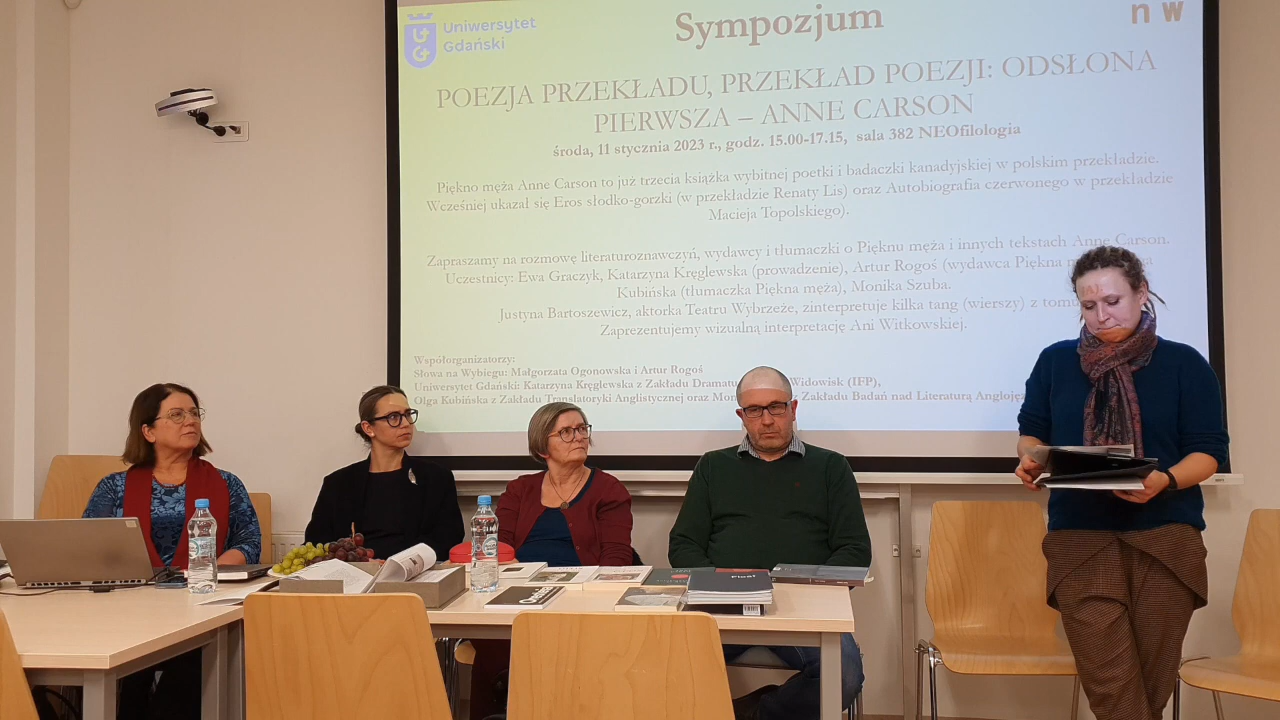 Uniwersytet
Gdański
Sympozjum
n w
POEZJA PRZEKŁADU, PRZEKŁAD POEZJI: ODSŁONA
PIERWSZA – ANNE CARSON
środa, 11 stycznia 2023 r., godz. 15.00-17.15, sala 382 NEOfilologia
Piękno męża Anne Carson to już trzecia książka wybitnej poetki i badaczki kanadyjskiej w polskim przekładzie.
Wcześniej ukazał się Eros słodko-gorzki (w przekładzie Renaty Lis) oraz Autobiografia czerwonego w przekładzie
Macieja Topolskiego).
Zapraszamy na rozmowę literaturoznawczyń, wydawcy i tłumaczki o Pięknu męża i innych tekstach Anne Carson.
Uczestnicy: Ewa Graczyk, Katarzyna Kręglewska (prowadzenie), Artur Rogoś (wydawca Piękna
Kubińska (tłumaczka Piękna męża), Monika Szuba.
Justyna Bartoszewicz, aktorka Teatru Wybrzeże, zinterpretuje kilka tang (wierszy) z tomu
Zaprezentujemy wizualną interpretację Ani Witkowskiej.
Współorganizatorzy:
Słowa na Wybiegu: Małgorzata Ogonowska i Artur Rogoś
Uniwersytet Gdański: Katarzyna Kręglewska z Zakładu Dramatu Widowisk (IFP),
Olga Kubińska z Zakładu Translatoryki Anglistycznej oraz Zakładu Badań nad Literaturą
Float